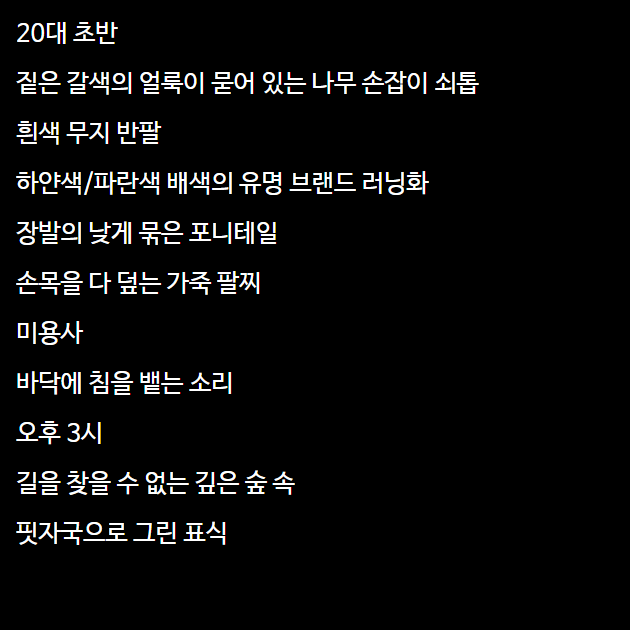 20대 초반
짙은 갈색의 얼룩이 묻어 있는 나무 손잡이 쇠톱
흰색 무지 반팔
하얀색/파란색 배색의 유명 브랜드 러닝화
장발의 낮게 묶은 포니테일
손목을 다 덮는 가죽 팔찌
미용사
바닥에 침을 뱉는 소리
오후 3시
길을 찾을 수 없는 깊은 숲 속
핏자국으로 그린 표식